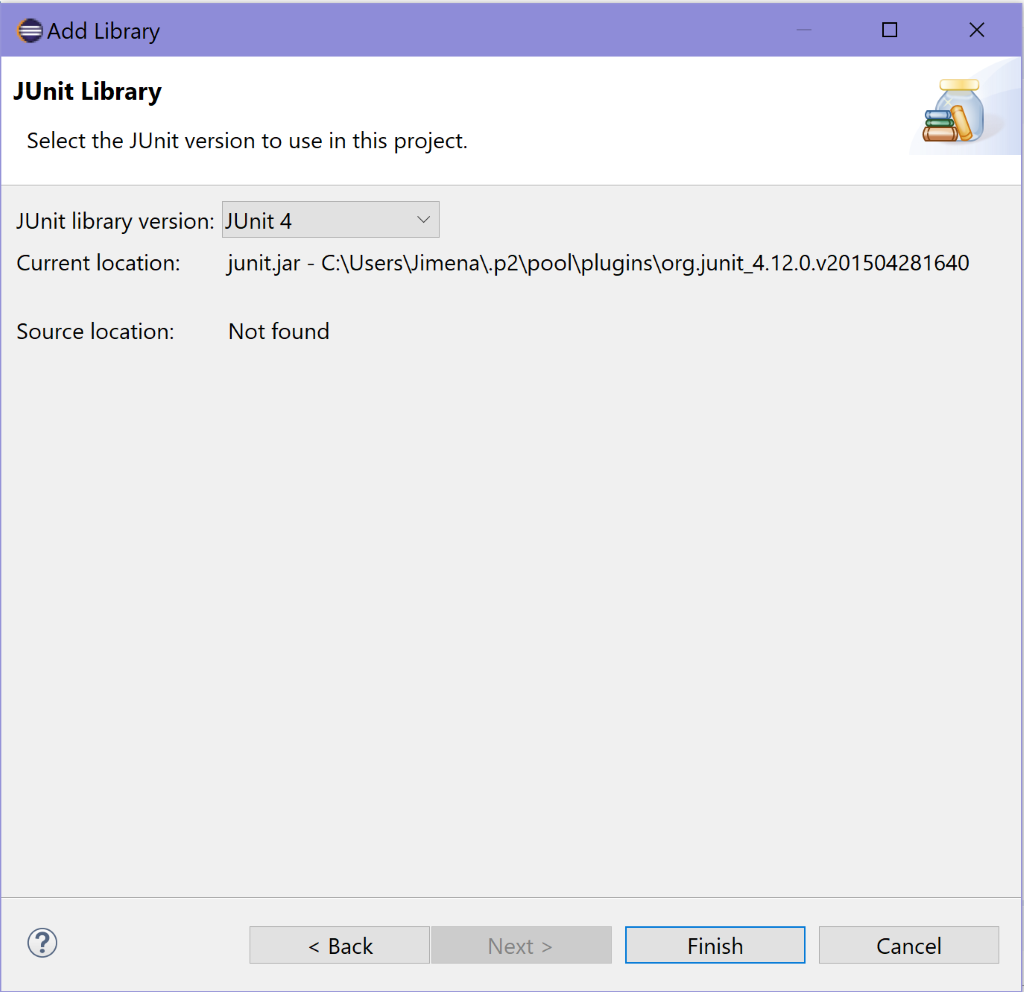 Add Library
JUnit Library
Select the JUnit version to use in this project.
JUnit library version: JUnit 4
Current location: junit.jar - C:\Users\Jimena\.p2\pool\plugins\org.junit_4.12.0.v201504281640
Source location: Not found
? < Back Next > Finish Cancel